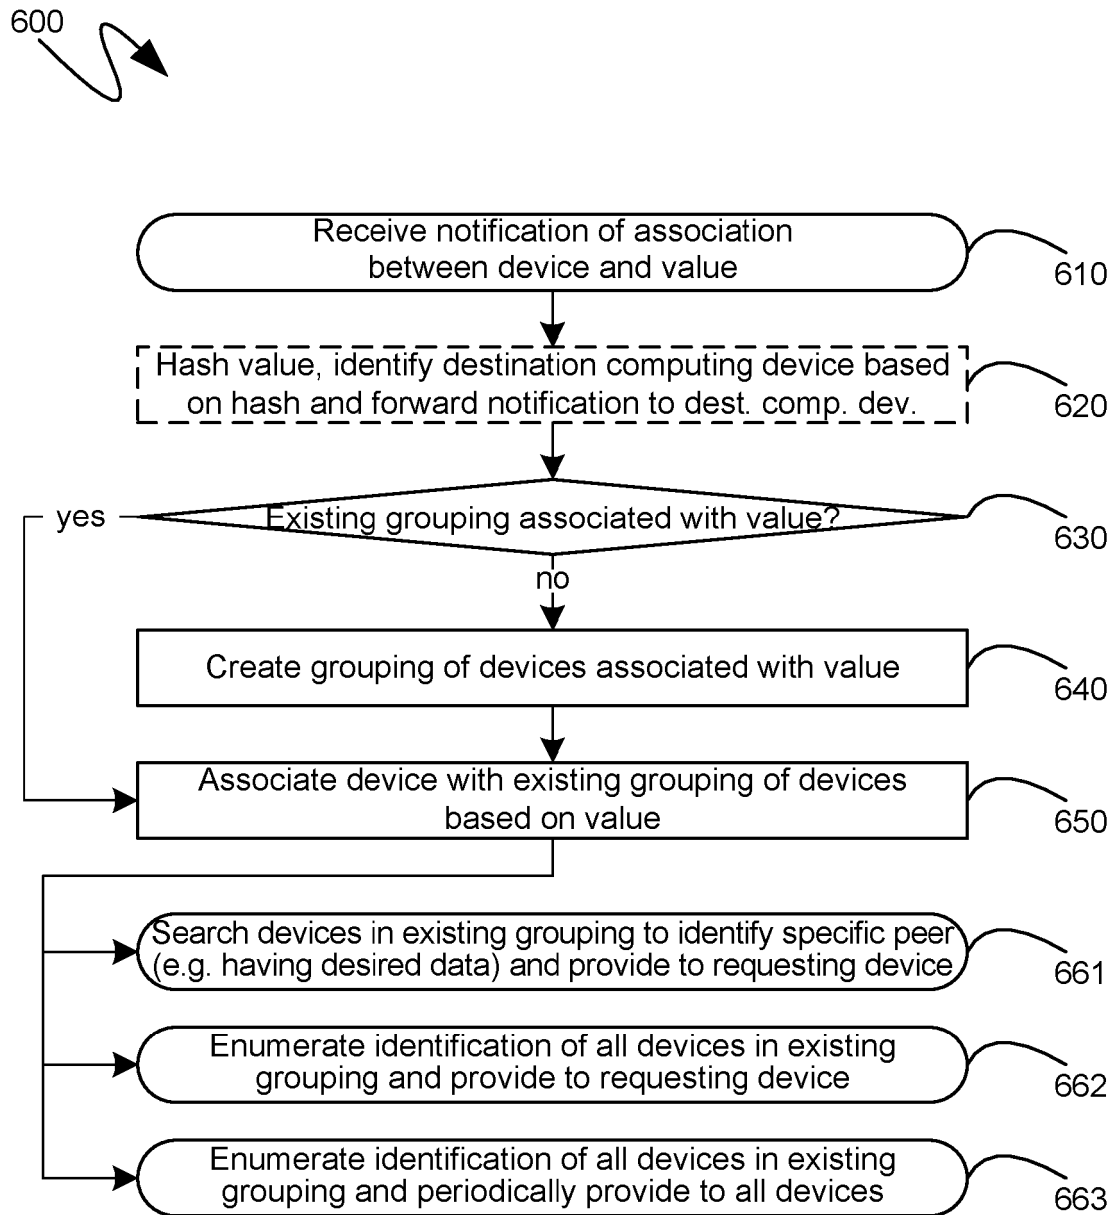 600
Receive notification of association
between device and value
610
Hash value, identify destination computing device based
on hash and forward notification to dest. comp. dev.
620
yes
Existing grouping associated with value?
630
no
Create grouping of devices associated with value
640
Associate device with existing grouping of devices
based on value
650
Search devices in existing grouping to identify specific peer
(e.g. having desired data) and provide to requesting device
661
Enumerate identification of all devices in existing
grouping and provide to requesting device
662
Enumerate identification of all devices in existing
grouping and periodically provide to all devices
663